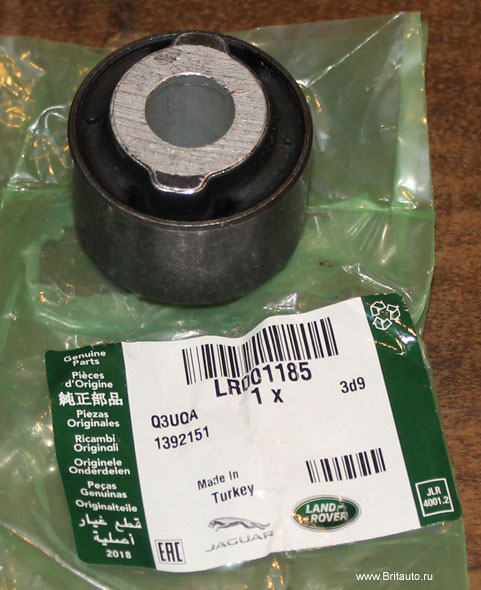 Genuine
Parts
Pièces
d'Origine
純正部品
Piezas
Originales
Ricambi
Originali
Originele
Onderdelen
Peças
Genuínas
Originalteile
قطع غيار
أصلية
2018
LR001185
1 x
3d9
Q3UOA
1392151
Made In
Turkey
EAC
JAGUAR
LAND
ROVER
JLR
4001.2
www.Britauto.ru